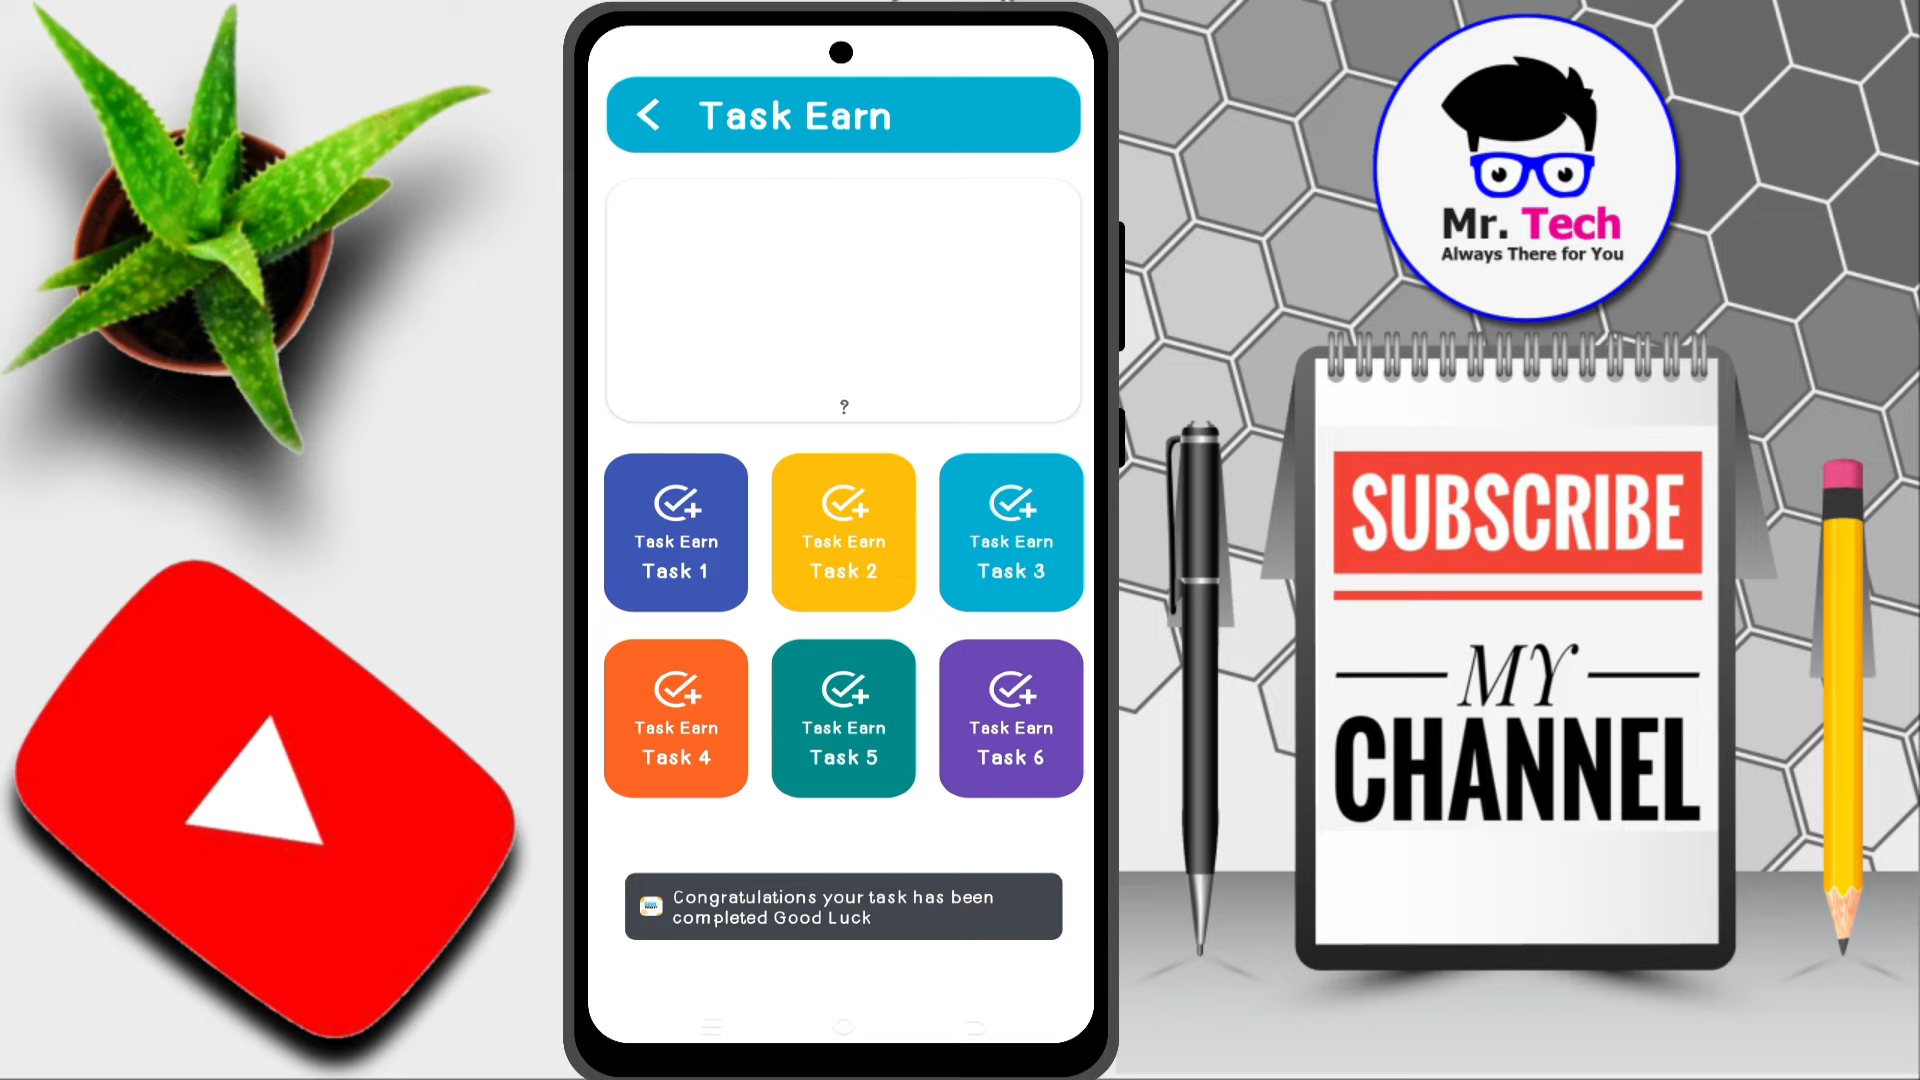 Task Earn
?
Task Earn
Task 1
Task Earn
Task 2
Task Earn
Task 3
Task Earn
Task 4
Task Earn
Task 5
Task Earn
Task 6
Congratulations your task has been
completed Good Luck
Mr. Tech
Always There for You
SUBSCRIBE
MY
CHANNEL